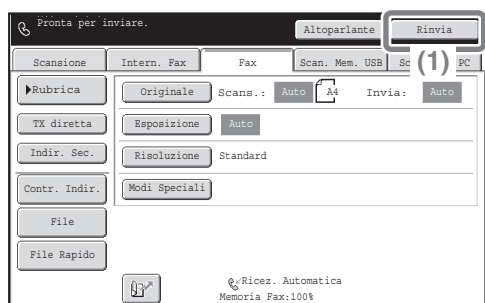 Pronta per inviare.
Altoparlante
Rinvia
Scansione
Intern. Fax
Fax
Scan. Mem. USB
Sc
PC
(1)
Rubrica
Originale
Scans.:
Auto
A4
Invia:
Auto
TX diretta
Esposizione
Auto
Indir. Sec.
Risoluzione
Standard
Contr. Indir.
Modi Speciali
File
File Rapido
Ricez. Automatica
Memoria Fax:100%